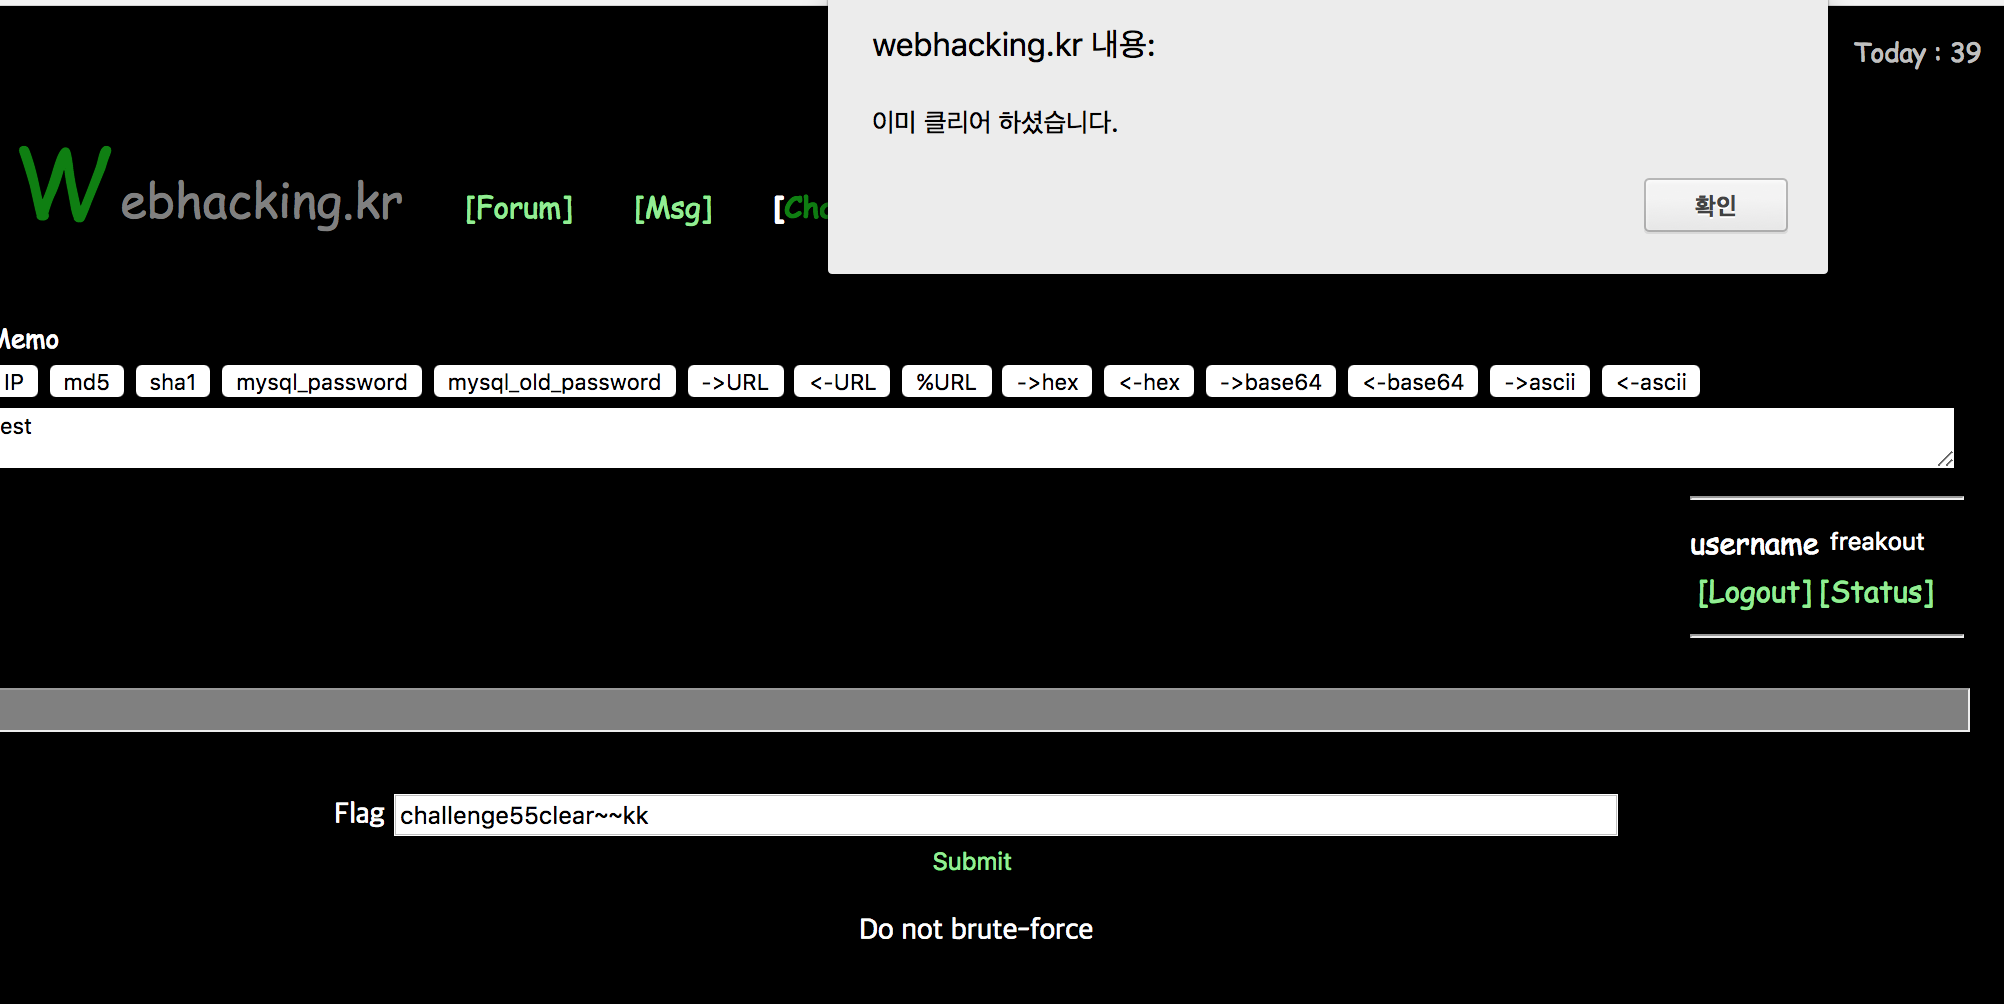 webhacking.kr 내용:
이미 클리어 하셨습니다.
확인
Today : 39
Webhacking.kr [Forum] [Msg] [Cha
Memo
IP md5 sha1 mysql_password mysql_old_password ->URL <-URL %URL ->hex <-hex ->base64 <-base64 ->ascii <-ascii
est
username freakout
[Logout] [Status]
Flag challenge55clear~~kk
Submit
Do not brute-force